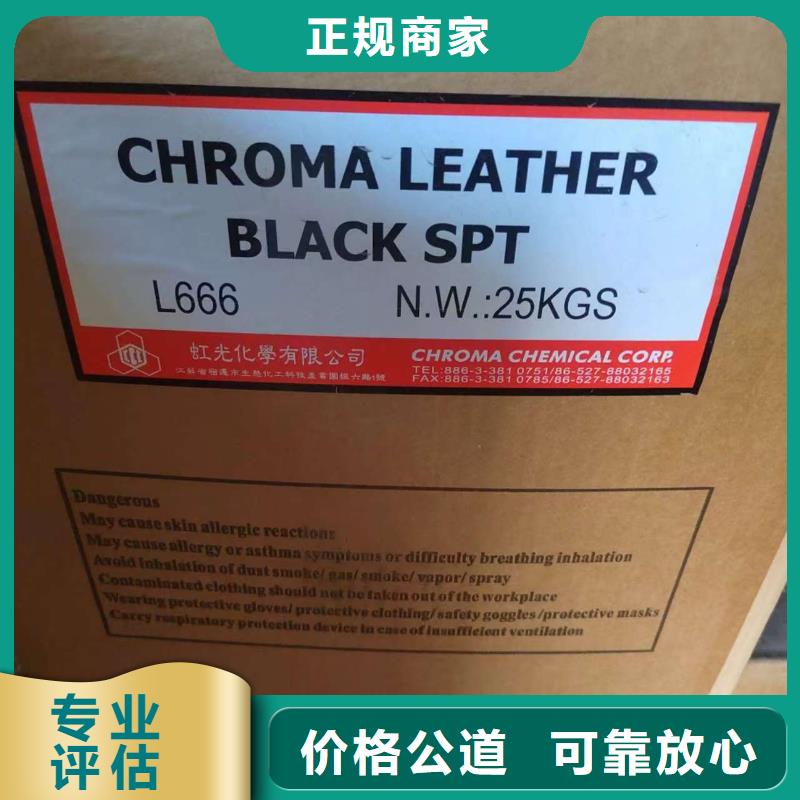 正规商家
CHROMA LEATHER
BLACK SPT
L666 N.W.:25KGS
虹光化學有限公司 CHROMA CHEMICAL CORP.
TEL:886-3-381 0751/86-527-88032165
FAX:886-3-381 0785/86-527-88032163
Dangerous
May cause skin allergic reactions
May cause allergy or asthma symptoms or difficulty breathing inhalation
Avoid inhalation of dust smoke/ gas/ smoke/ vapor/ spray
Contaminated clothing should not be taken out of the workplace
Wearing protective gloves/ protective clothing/ safety goggles /protective masks
Carry respiratory protection device in case of insufficient ventilation
专业
评估
价格公道 可靠放心